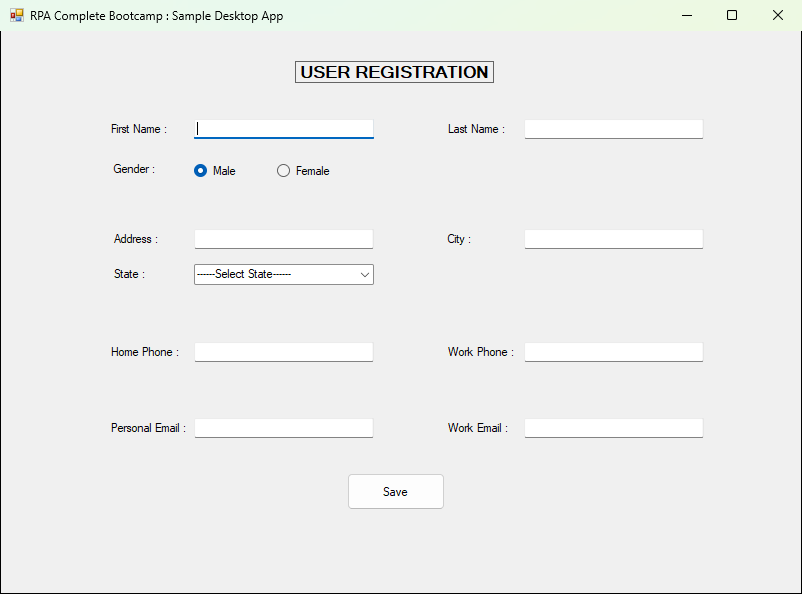 RPA Complete Bootcamp : Sample Desktop App
USER REGISTRATION
First Name :
Last Name :
Gender :
Male
Female
Address :
City :
State :
------Select State------
Home Phone :
Work Phone :
Personal Email :
Work Email :
Save